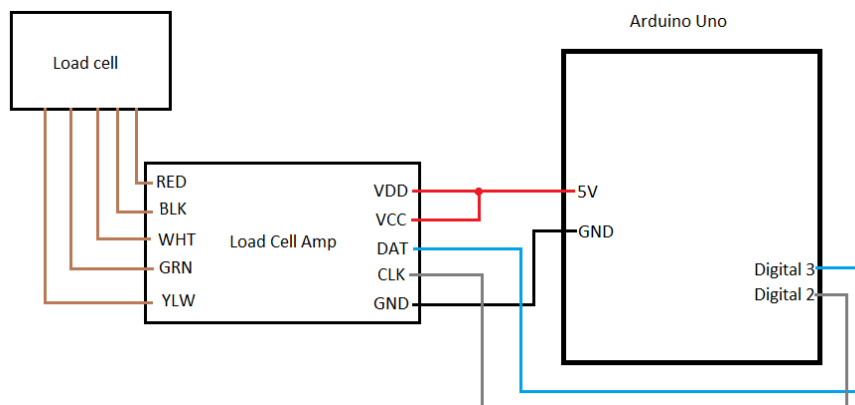 Arduino Uno
Load cell
RED
BLK
WHT
GRN
YLW
Load Cell Amp
VDD
VCC
DAT
CLK
GND
5V
GND
Digital 3
Digital 2